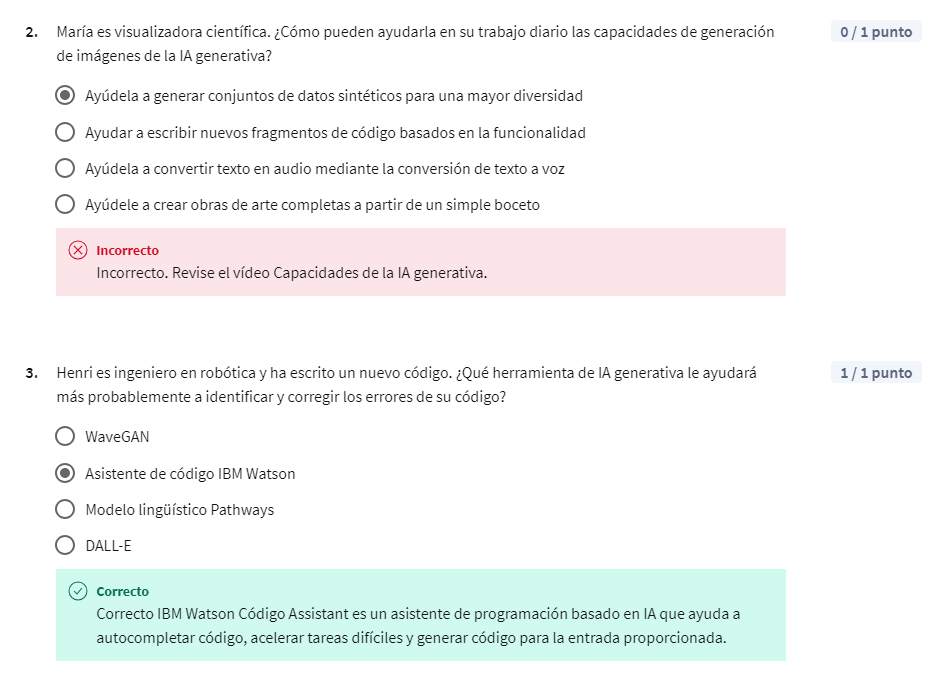 2. María es visualizadora científica. ¿Cómo pueden ayudarla en su trabajo diario las capacidades de generación
de imágenes de la IA generativa?
0 / 1 punto
Ayúdela a generar conjuntos de datos sintéticos para una mayor diversidad
Ayudar a escribir nuevos fragmentos de código basados en la funcionalidad
Ayúdela a convertir texto en audio mediante la conversión de texto a voz
Ayúdele a crear obras de arte completas a partir de un simple boceto
Incorrecto
Incorrecto. Revise el vídeo Capacidades de la IA generativa.
3. Henri es ingeniero en robótica y ha escrito un nuevo código. ¿Qué herramienta de IA generativa le ayudará
más probablemente a identificar y corregir los errores de su código?
1 / 1 punto
WaveGAN
Asistente de código IBM Watson
Modelo lingüístico Pathways
DALL-E
Correcto
Correcto IBM Watson Código Assistant es un asistente de programación basado en IA que ayuda a
autocompletar código, acelerar tareas difíciles y generar código para la entrada proporcionada.